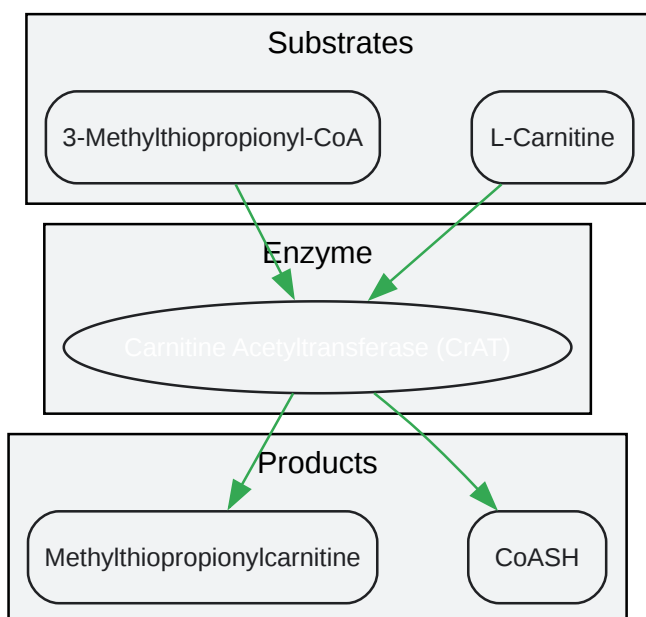 Substrates
3-Methylthiopropionyl-CoA
L-Carnitine
Enzyme
Carnitine Acetyltransferase (CrAT)
Products
Methylthiopropionylcarnitine
CoASH